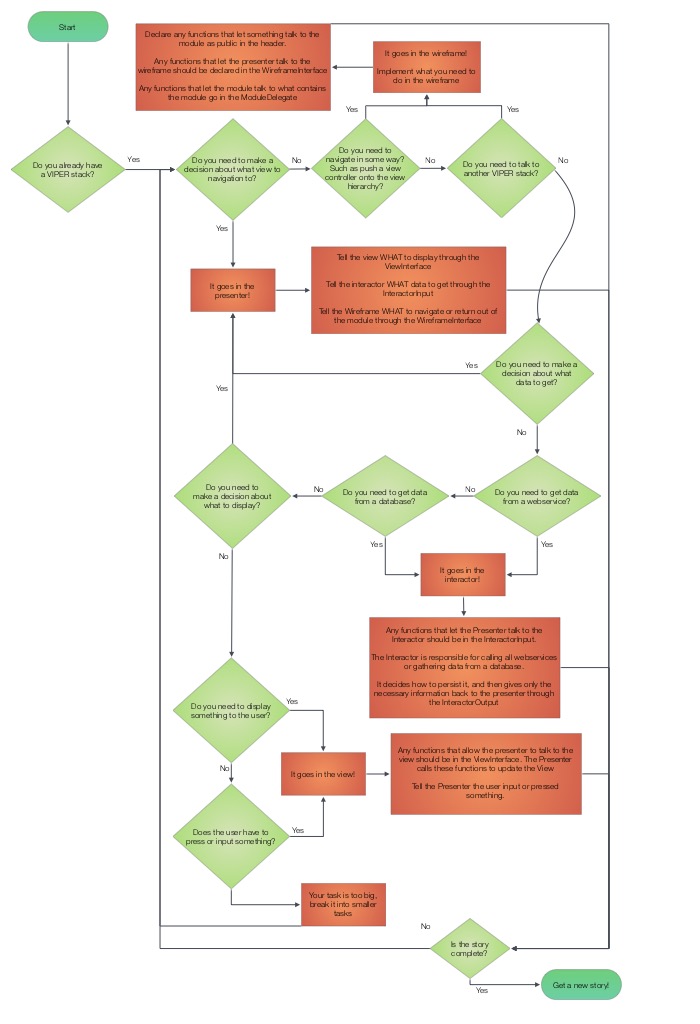 Start
Declare any functions that let something talk to the
module as public in the header.
Any functions that let the presenter talk to the
wireframe should be declared in the WireframeInterface
Any functions that let the module talk to what contains
the module go in the ModuleDelegate
It goes in the wireframe!
Implement what you need to
do in the wireframe
Yes
Yes
Do you already have
a VIPER stack?
Yes
Do you need to make a
decision about what view to
navigation to?
No
Do you need to
navigate in some way?
Such as push a view
controller onto the view
hierarchy?
No
Do you need to talk to
another VIPER stack?
No
Yes
It goes in the
presenter!
Tell the view WHAT to display through the
ViewInterface
Tell the interactor WHAT data to get through the
InteractorInput
Tell the Wireframe WHAT to navigate or return out of
the module through the WireframeInterface
Yes
Do you need to make a
decision about what
data to get?
Yes
No
Do you need to
make a decision about
what to display?
No
Do you need to get data
from a database?
No
Do you need to get data
from a webservice?
Yes
Yes
No
It goes in the
interactor!
Any functions that let the Presenter talk to the
Interactor should be in the InteractorInput.
The Interactor is responsible for calling all webservices
or gathering data from a database.
It decides how to persist it, and then gives only the
necessary information back to the presenter through
the InteractorOutput
Do you need to display
something to the user?
Yes
No
It goes in the view!
Any functions that allow the presenter to talk to the
view should be in the ViewInterface. The Presenter
calls these functions to update the View
Tell the Presenter the user input or pressed
something.
Does the user have to
press or input something?
Yes
Your task is too big,
break it into smaller
tasks
No
Is the story
complete?
Yes
Get a new story!